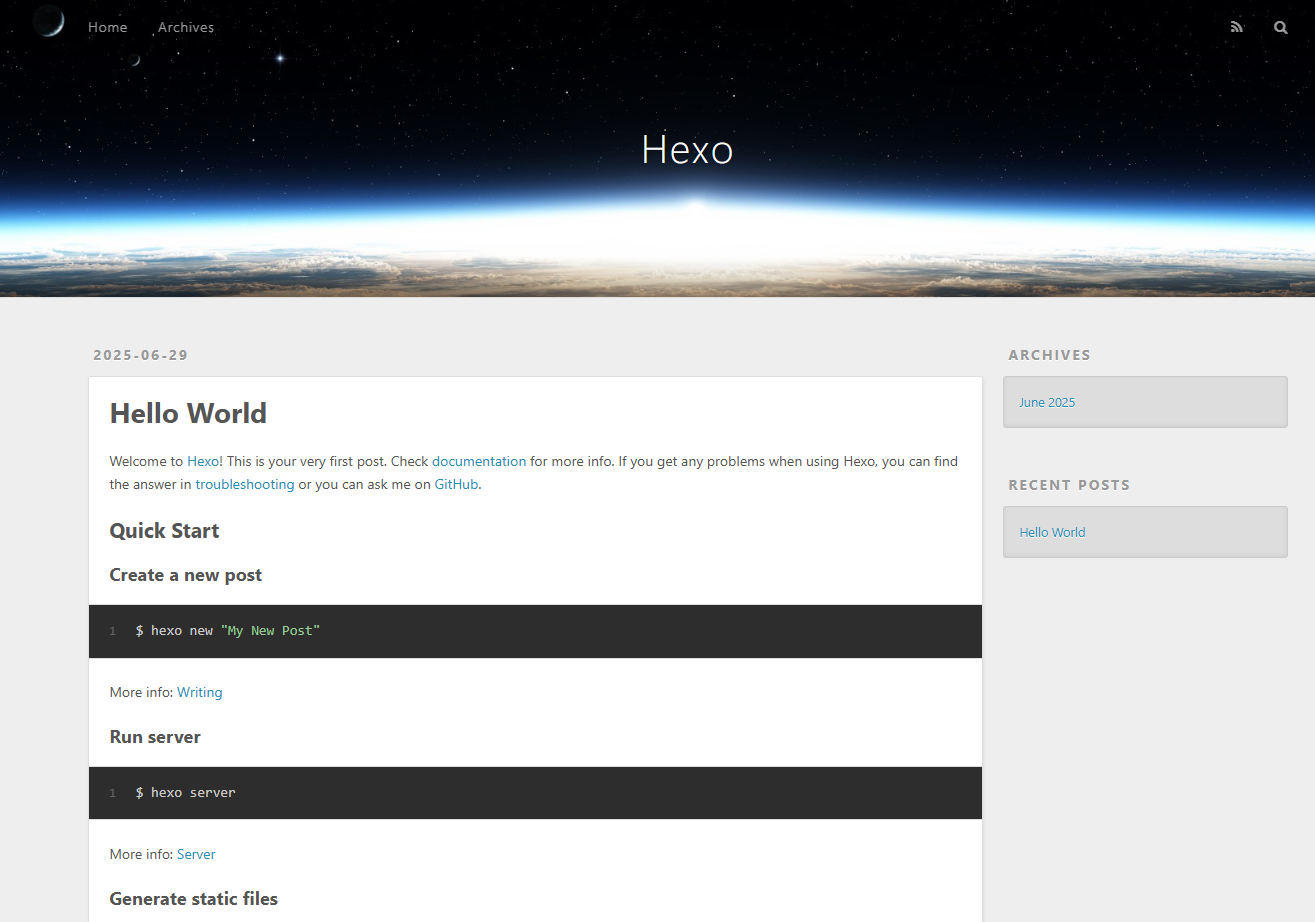 Home Archives
Hexo
2025-06-29
Hello World
Welcome to Hexo! This is your very first post. Check documentation for more info. If you get any problems when using Hexo, you can find
the answer in troubleshooting or you can ask me on GitHub.
Quick Start
Create a new post
1 $ hexo new "My New Post"
More info: Writing
Run server
1 $ hexo server
More info: Server
Generate static files
ARCHIVES
June 2025
RECENT POSTS
Hello World